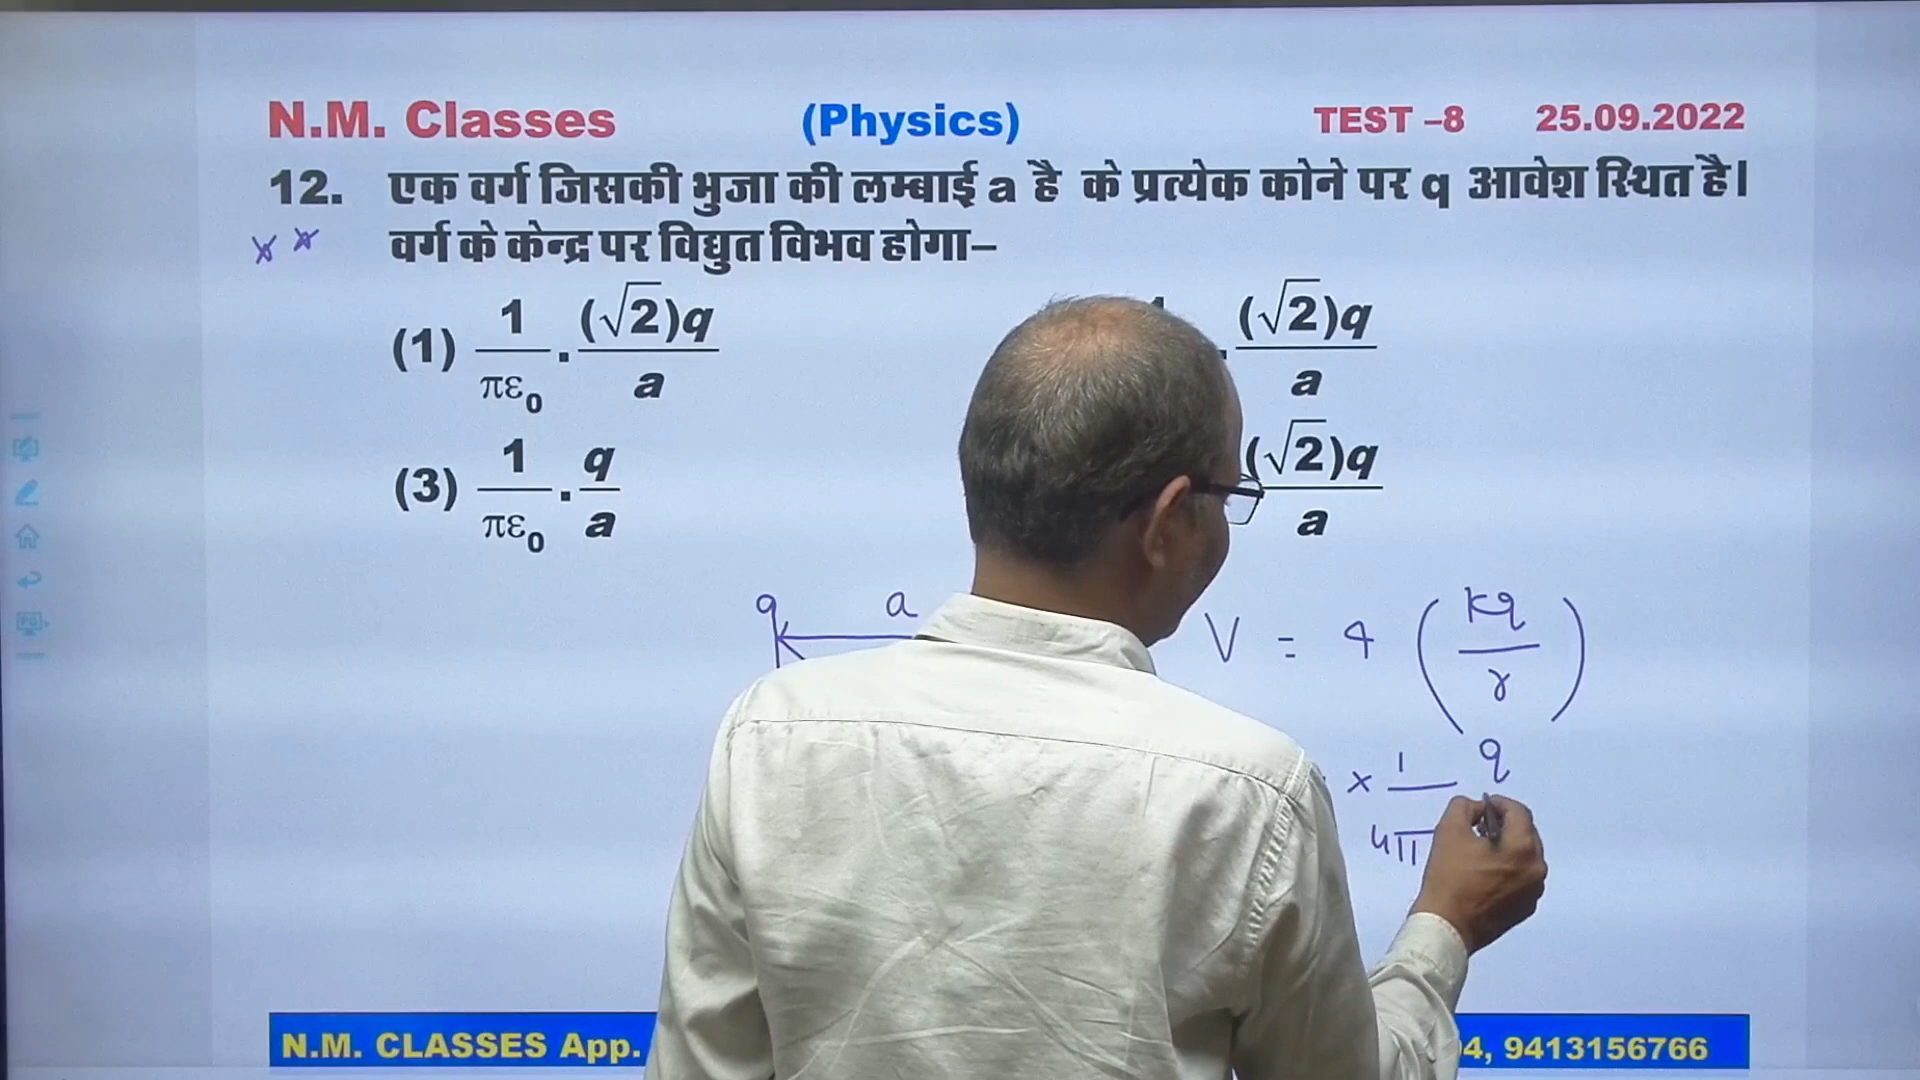 N.M. Classes (Physics) TEST –8 25.09.2022
12. एक वर्ग जिसकी भुजा की लम्बाई a है के प्रत्येक कोने पर q आवेश स्थित है।
वर्ग के केन्द्र पर विद्युत विभव होगा–
(1) 1/πε₀ . (√2)q/a
. (√2)q/a
(3) 1/πε₀ . q/a
(√2)q/a
q a
V = 4 (kq/r)
× 1/4π q
N.M. CLASSES App. 4, 9413156766